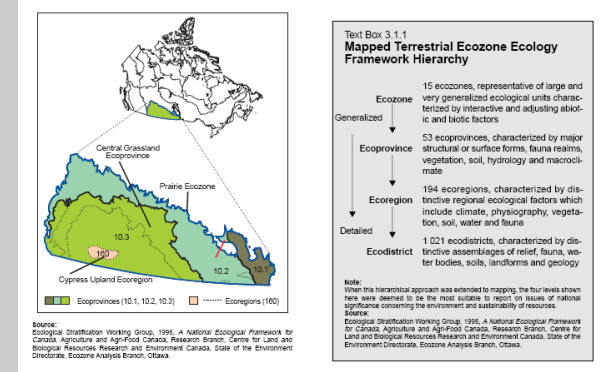 Central Grassland
Ecoprovince
Prairie Ecozone
10.3
160
10.2
10.1
Cypress Upland Ecoregion
Ecoprovinces (10.1, 10.2, 10.3)
Ecoregions (160)
Source:
Ecological Stratification Working Group, 1996, A National Ecological Framework for
Canada, Agriculture and Agri-Food Canada, Research Branch, Centre for Land and
Biological Resources Research and Environment Canada, State of the Environment
Directorate, Ecozone Analysis Branch, Ottawa.
Text Box 3.1.1
Mapped Terrestrial Ecozone Ecology
Framework Hierarchy
Generalized
Detailed
Ecozone
15 ecozones, representative of large and
very generalized ecological units charac-
terized by interactive and adjusting abiot-
ic and biotic factors
Ecoprovince
53 ecoprovinces, characterized by major
structural or surface forms, fauna realms,
vegetation, soil, hydrology and macrocli-
mate
Ecoregion
194 ecoregions, characterized by dis-
tinctive regional ecological factors which
include climate, physiography, vegeta-
tion, soil, water and fauna
Ecodistrict
1 021 ecodistricts, characterized by dis-
tinctive assemblages of relief, fauna, wa-
ter bodies, soils, landforms and geology
Note:
When this hierarchical approach was extended to mapping, the four levels shown
here were deemed to be the most suitable to report on issues of national
significance concerning the environment and sustainability of resources.
Source:
Ecological Stratification Working Group, 1996, A National Ecological Framework
for Canada, Agriculture and Agri-Food Canada, Research Branch, Centre for
Land and Biological Resources Research and Environment Canada, State of the
Environment Directorate, Ecozone Analysis Branch, Ottawa.